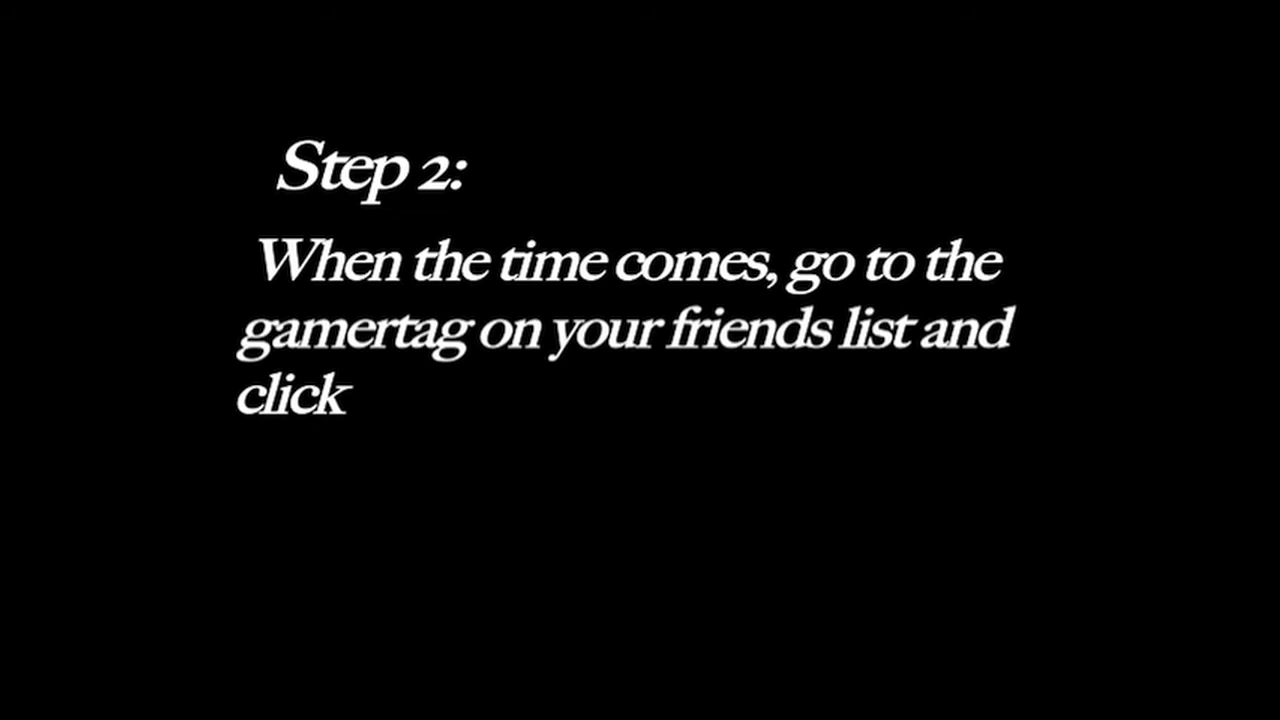 Step 2:
When the time comes, go to the
gamertag on your friends list and
click